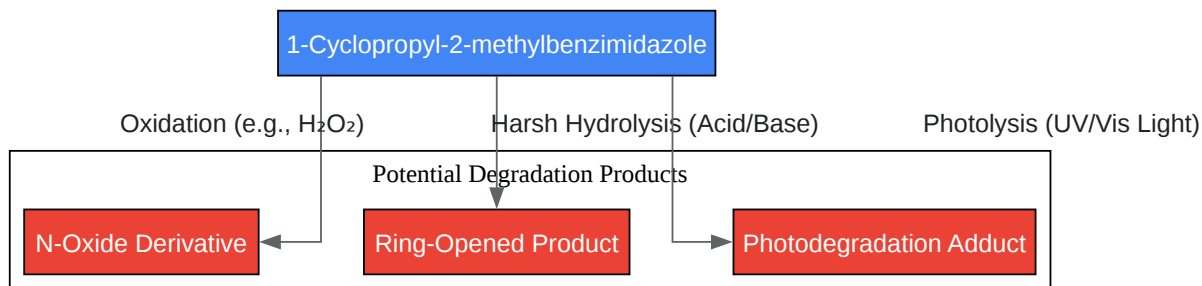 1-Cyclopropyl-2-methylbenzimidazole
Oxidation (e.g., H₂O₂)
Harsh Hydrolysis (Acid/Base)
Photolysis (UV/Vis Light)
Potential Degradation Products
N-Oxide Derivative
Ring-Opened Product
Photodegradation Adduct